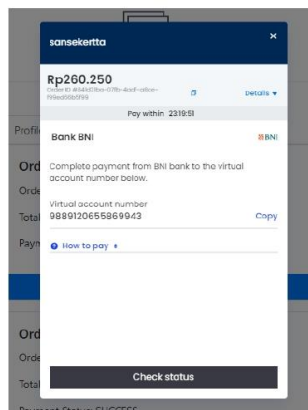 sansekertta
×
Rp260.250
Details
Pay within 23:19:51
Bank BNI
BNI
Complete payment from BNI bank to the virtual
account number below.
Virtual account number
9889120655869943
Copy
How to pay
Check status
Profile
Ord
Orde
Total
Paym
Ord
Orde
Total
Payment Status: SUCCESS